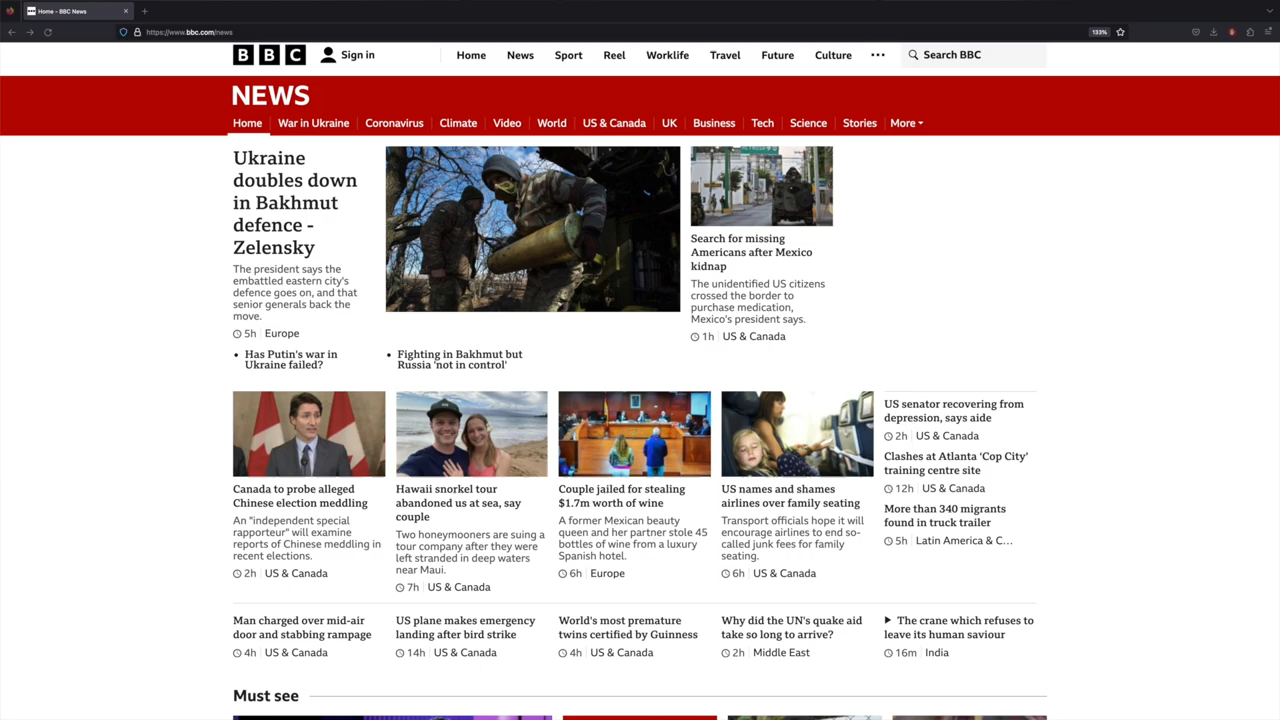 Home - BBC News
https://www.bbc.com/news
133%
BBC
Sign in
Home
News
Sport
Reel
Worklife
Travel
Future
Culture
Search BBC
NEWS
Home
War in Ukraine
Coronavirus
Climate
Video
World
US & Canada
UK
Business
Tech
Science
Stories
More
Ukraine
doubles down
in Bakhmut
defence -
Zelensky
The president says the
embattled eastern city's
defence goes on, and that
senior generals back the
move.
5h
Europe
Has Putin's war in
Ukraine failed?
Fighting in Bakhmut but
Russia 'not in control'
Search for missing
Americans after Mexico
kidnap
The unidentified US citizens
crossed the border to
purchase medication,
Mexico's president says.
1h
US & Canada
Canada to probe alleged
Chinese election meddling
An "independent special
rapporteur" will examine
reports of Chinese meddling in
recent elections.
2h
US & Canada
Hawaii snorkel tour
abandoned us at sea, say
couple
Two honeymooners are suing a
tour company after they were
left stranded in deep waters
near Maui.
7h
US & Canada
Couple jailed for stealing
$1.7m worth of wine
A former Mexican beauty
queen and her partner stole 45
bottles of wine from a luxury
Spanish hotel.
6h
Europe
US names and shames
airlines over family seating
Transport officials hope it will
encourage airlines to end so-
called junk fees for family
seating.
6h
US & Canada
US senator recovering from
depression, says aide
2h
US & Canada
Clashes at Atlanta 'Cop City'
training centre site
12h
US & Canada
More than 340 migrants
found in truck trailer
5h
Latin America & C...
Man charged over mid-air
door and stabbing rampage
4h
US & Canada
US plane makes emergency
landing after bird strike
14h
US & Canada
World's most premature
twins certified by Guinness
4h
US & Canada
Why did the UN's quake aid
take so long to arrive?
2h
Middle East
The crane which refuses to
leave its human saviour
16m
India
Must see